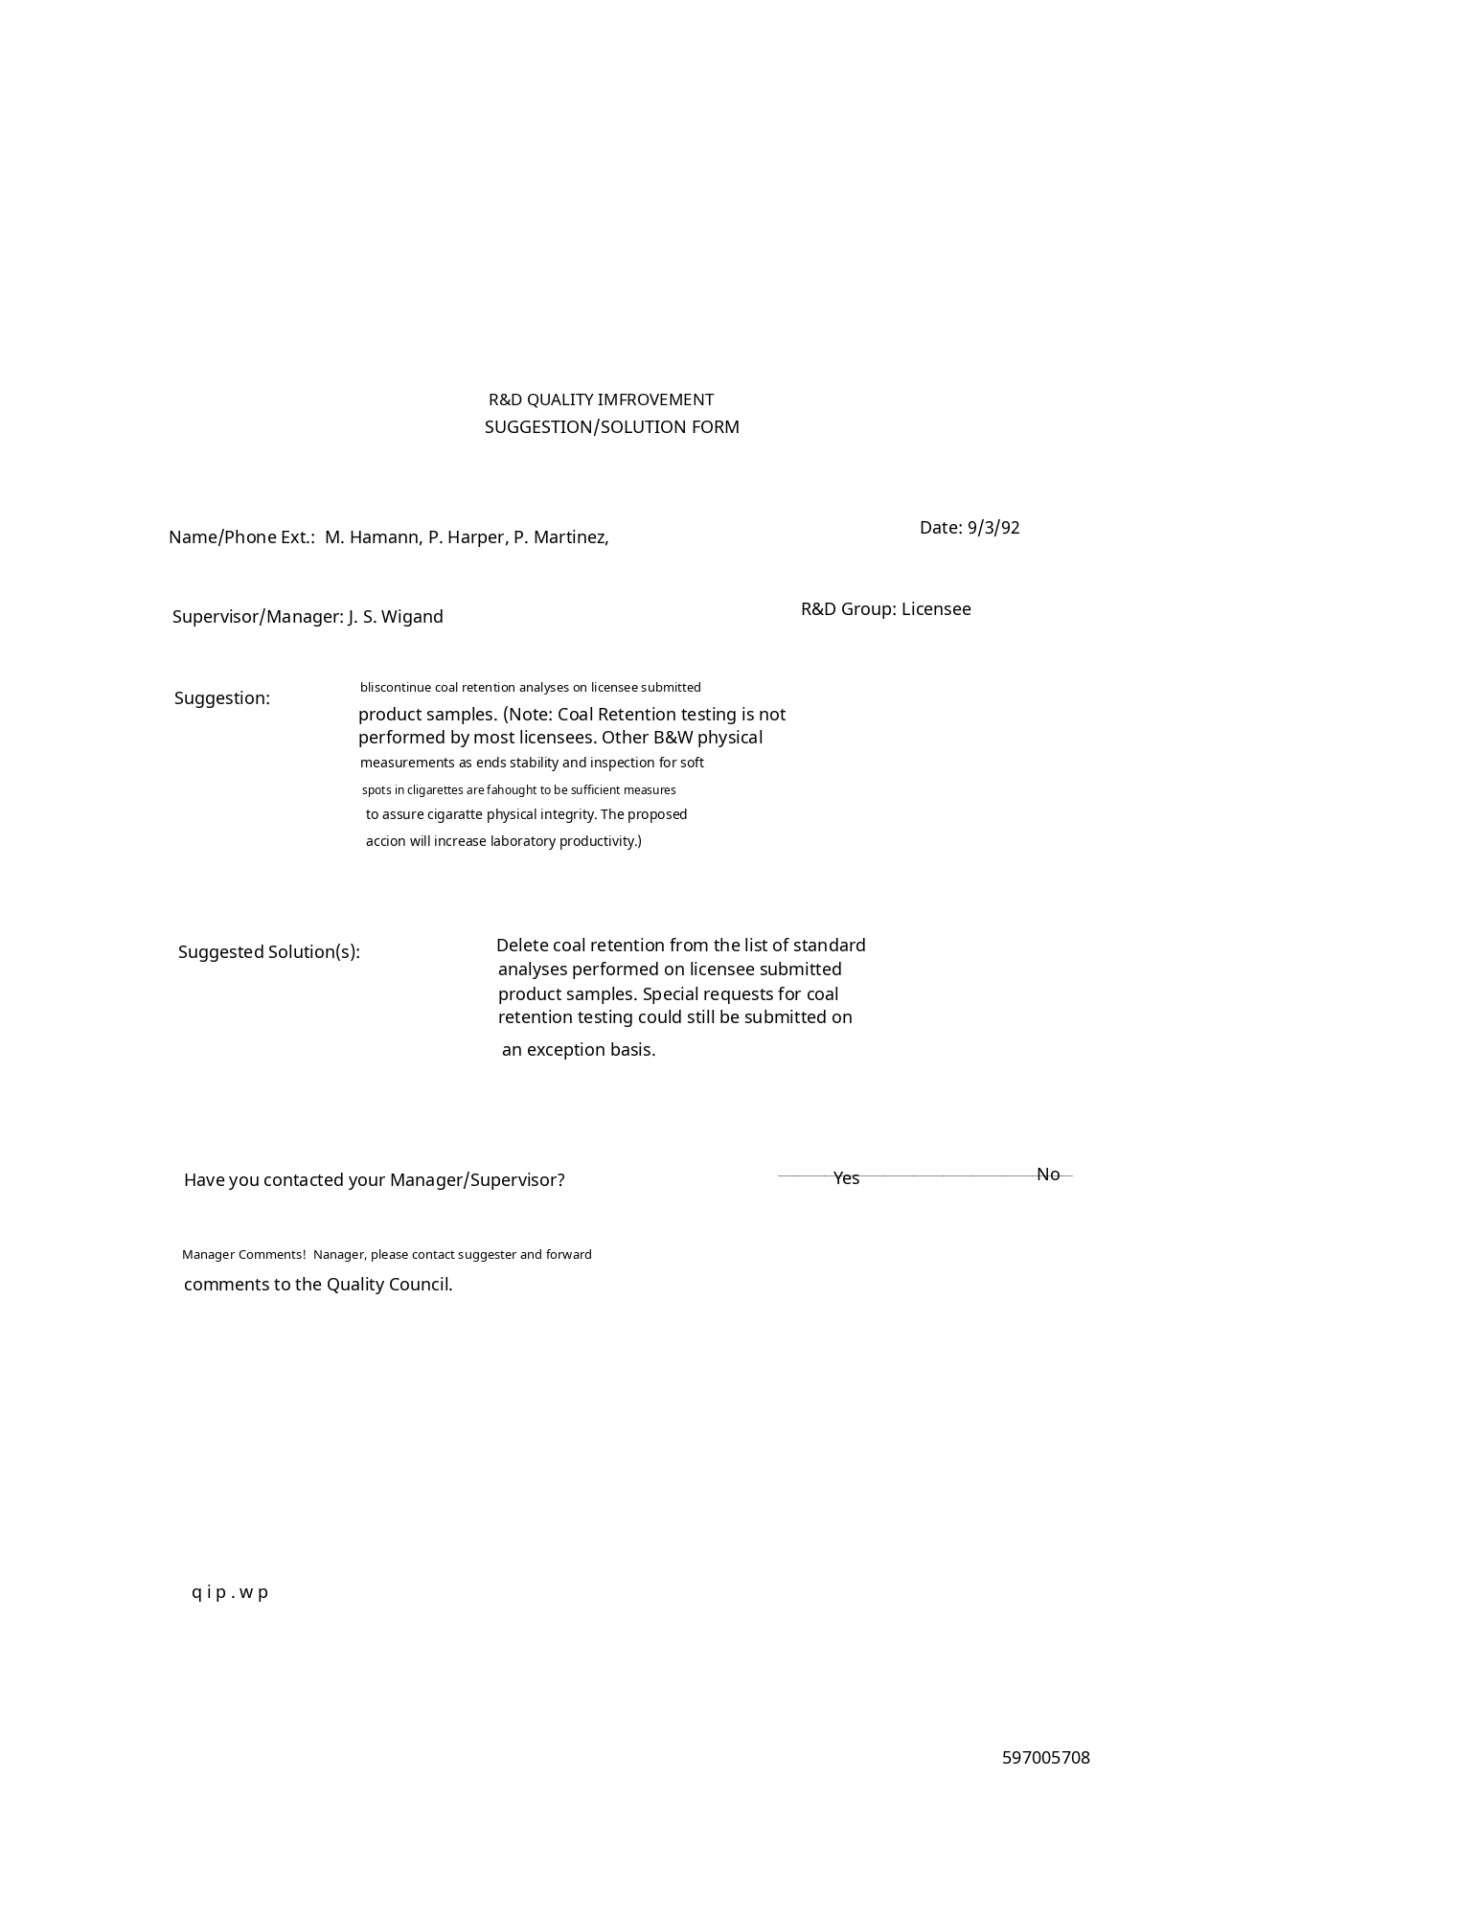 R&D QUALITY IMFROVEMENT
SUGGESTION/SOLUTION FORM
Name/Phone Ext.: M. Hamann, P. Harper, P. Martinez,
Date: 9/3/92
Supervisor/Manager: J. S. Wigand
R&D Group: Licensee
Suggestion:
bliscontinue coal retention analyses on licensee submitted
product samples. (Note: Coal Retention testing is not
performed by most licensees. Other B&W physical
measurements as ends stability and inspection for soft
spots in cligarettes are fahought to be sufficient measures
to assure cigaratte physical integrity. The proposed
accion will increase laboratory productivity.)
Suggested Solution(s):
Delete coal retention from the list of standard
analyses performed on licensee submitted
product samples. Special requests for coal
retention testing could still be submitted on
an exception basis.
Have you contacted your Manager/Supervisor?
Yes
No
Manager Comments! Nanager, please contact suggester and forward
comments to the Quality Council.
q i p . w p
597005708